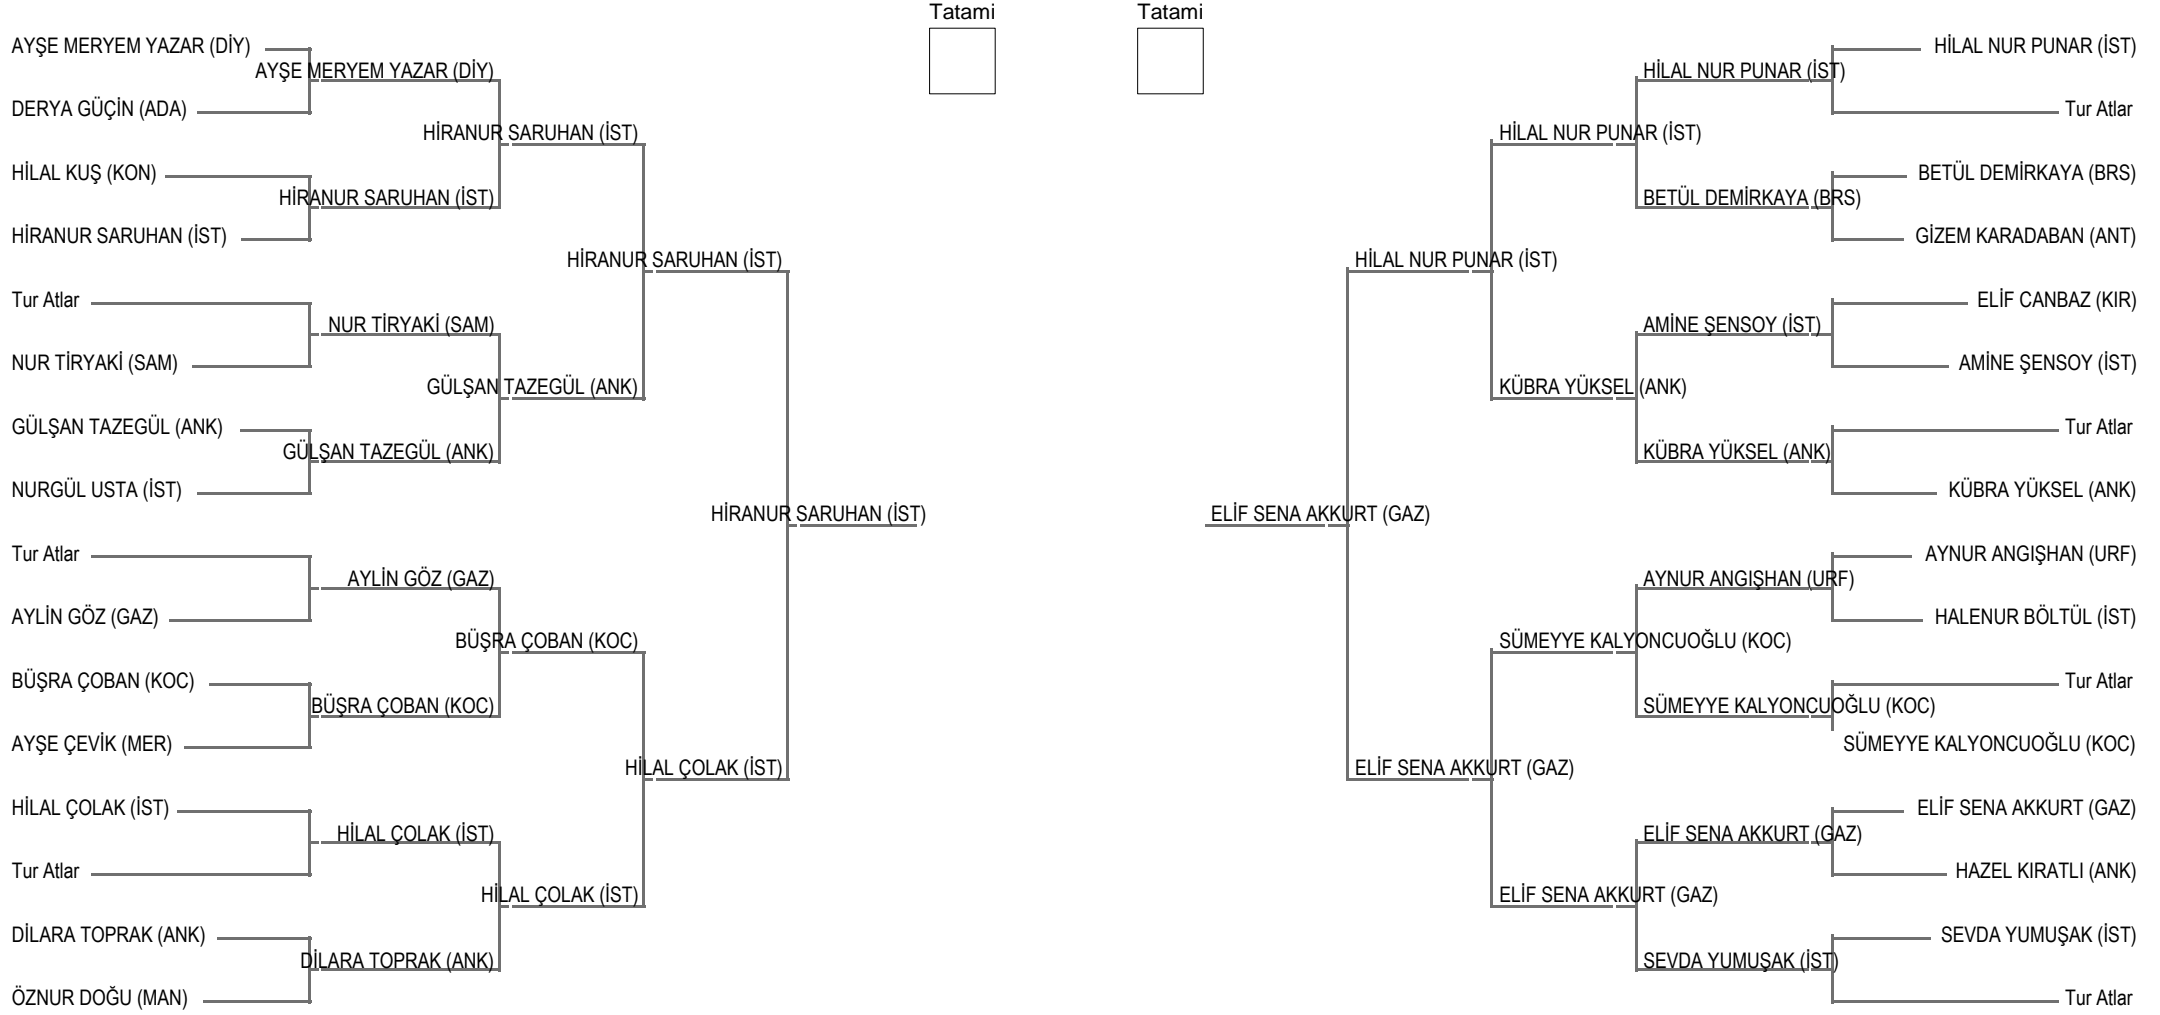 Tatami
Tatami
AYŞE MERYEM YAZAR (DİY)
HİLAL NUR PUNAR (İST)
AYŞE MERYEM YAZAR (DİY)
HİLAL NUR PUNAR (İST)
DERYA GÜÇİN (ADA)
Tur Atlar
HİRANUR SARUHAN (İST)
HİLAL NUR PUNAR (İST)
HİLAL KUŞ (KON)
BETÜL DEMİRKAYA (BRS)
HİRANUR SARUHAN (İST)
BETÜL DEMİRKAYA (BRS)
HİRANUR SARUHAN (İST)
GİZEM KARADABAN (ANT)
HİRANUR SARUHAN (İST)
HİLAL NUR PUNAR (İST)
Tur Atlar
ELİF CANBAZ (KIR)
NUR TİRYAKİ (SAM)
AMİNE ŞENSOY (İST)
NUR TİRYAKİ (SAM)
AMİNE ŞENSOY (İST)
GÜLŞAN TAZEGÜL (ANK)
KÜBRA YÜKSEL (ANK)
GÜLŞAN TAZEGÜL (ANK)
Tur Atlar
GÜLŞAN TAZEGÜL (ANK)
KÜBRA YÜKSEL (ANK)
NURGÜL USTA (İST)
KÜBRA YÜKSEL (ANK)
HİRANUR SARUHAN (İST)
ELİF SENA AKKURT (GAZ)
Tur Atlar
AYNUR ANGIŞHAN (URF)
AYLİN GÖZ (GAZ)
AYNUR ANGIŞHAN (URF)
AYLİN GÖZ (GAZ)
HALENUR BÖLTÜL (İST)
BÜŞRA ÇOBAN (KOC)
SÜMEYYE KALYONCUOĞLU (KOC)
BÜŞRA ÇOBAN (KOC)
Tur Atlar
BÜŞRA ÇOBAN (KOC)
SÜMEYYE KALYONCUOĞLU (KOC)
AYŞE ÇEVİK (MER)
SÜMEYYE KALYONCUOĞLU (KOC)
HİLAL ÇOLAK (İST)
ELİF SENA AKKURT (GAZ)
HİLAL ÇOLAK (İST)
ELİF SENA AKKURT (GAZ)
HİLAL ÇOLAK (İST)
ELİF SENA AKKURT (GAZ)
Tur Atlar
HAZEL KIRATLI (ANK)
HİLAL ÇOLAK (İST)
ELİF SENA AKKURT (GAZ)
DİLARA TOPRAK (ANK)
SEVDA YUMUŞAK (İST)
DİLARA TOPRAK (ANK)
SEVDA YUMUŞAK (İST)
ÖZNUR DOĞU (MAN)
Tur Atlar